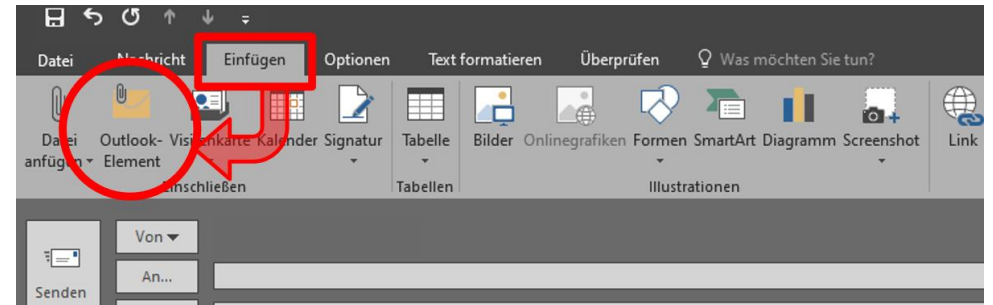 Datei Nachricht Einfügen Optionen Text formatieren Überprüfen Was möchten Sie tun?
Datei Outlook- Visitenkarte Kalender Signatur Tabelle Bilder Onlinegrafiken Formen SmartArt Diagramm Screenshot Link
anfügen Element
Einschließen Tabellen Illustrationen
Von
An...
Senden